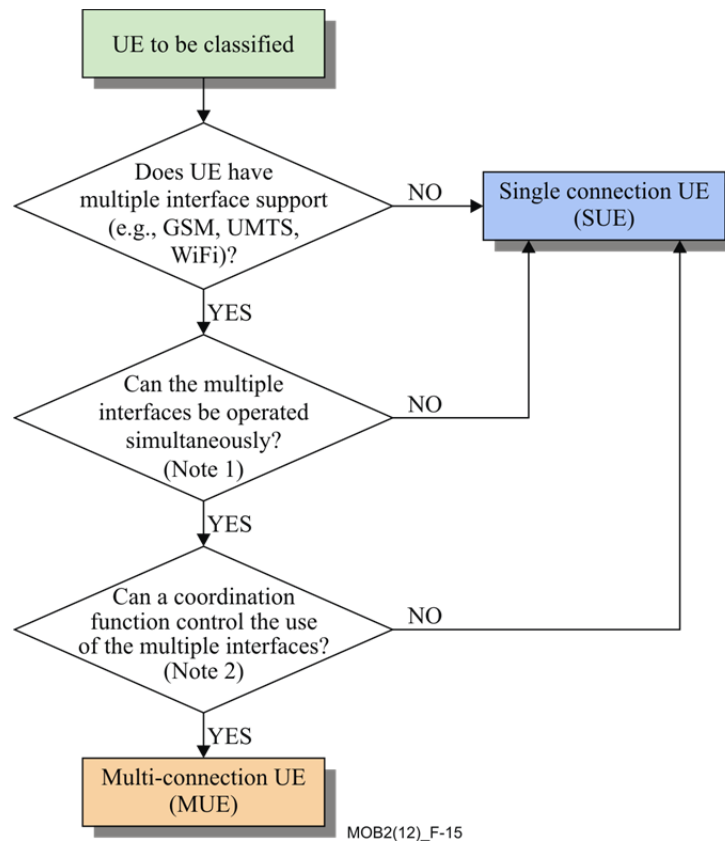 UE to be classified
Does UE have
multiple interface support
(e.g., GSM, UMTS,
WiFi)?
NO
Single connection UE
(SUE)
YES
Can the multiple
interfaces be operated
simultaneously?
(Note 1)
NO
YES
Can a coordination
function control the use
of the multiple interfaces?
(Note 2)
NO
YES
Multi-connection UE
(MUE)
MOB2(12)_F-15